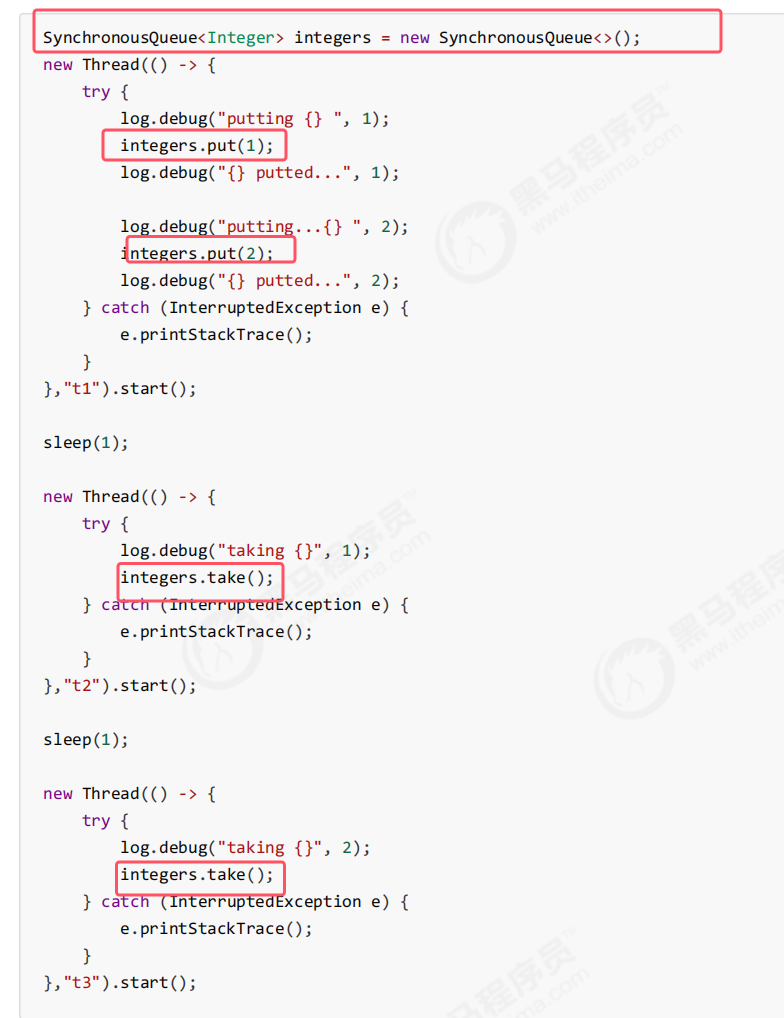 SynchronousQueue<Integer> integers = new SynchronousQueue<>();
new Thread(() -> {
    try {
        log.debug("putting {} ", 1);
        integers.put(1);
        log.debug("{} putted...", 1);

        log.debug("putting...{} ", 2);
        integers.put(2);
        log.debug("{} putted...", 2);
    } catch (InterruptedException e) {
        e.printStackTrace();
    }
},"t1").start();

sleep(1);

new Thread(() -> {
    try {
        log.debug("taking {}", 1);
        integers.take();
    } catch (InterruptedException e) {
        e.printStackTrace();
    }
},"t2").start();

sleep(1);

new Thread(() -> {
    try {
        log.debug("taking {}", 2);
        integers.take();
    } catch (InterruptedException e) {
        e.printStackTrace();
    }
},"t3").start();
黑马程序员
www.itheima.com